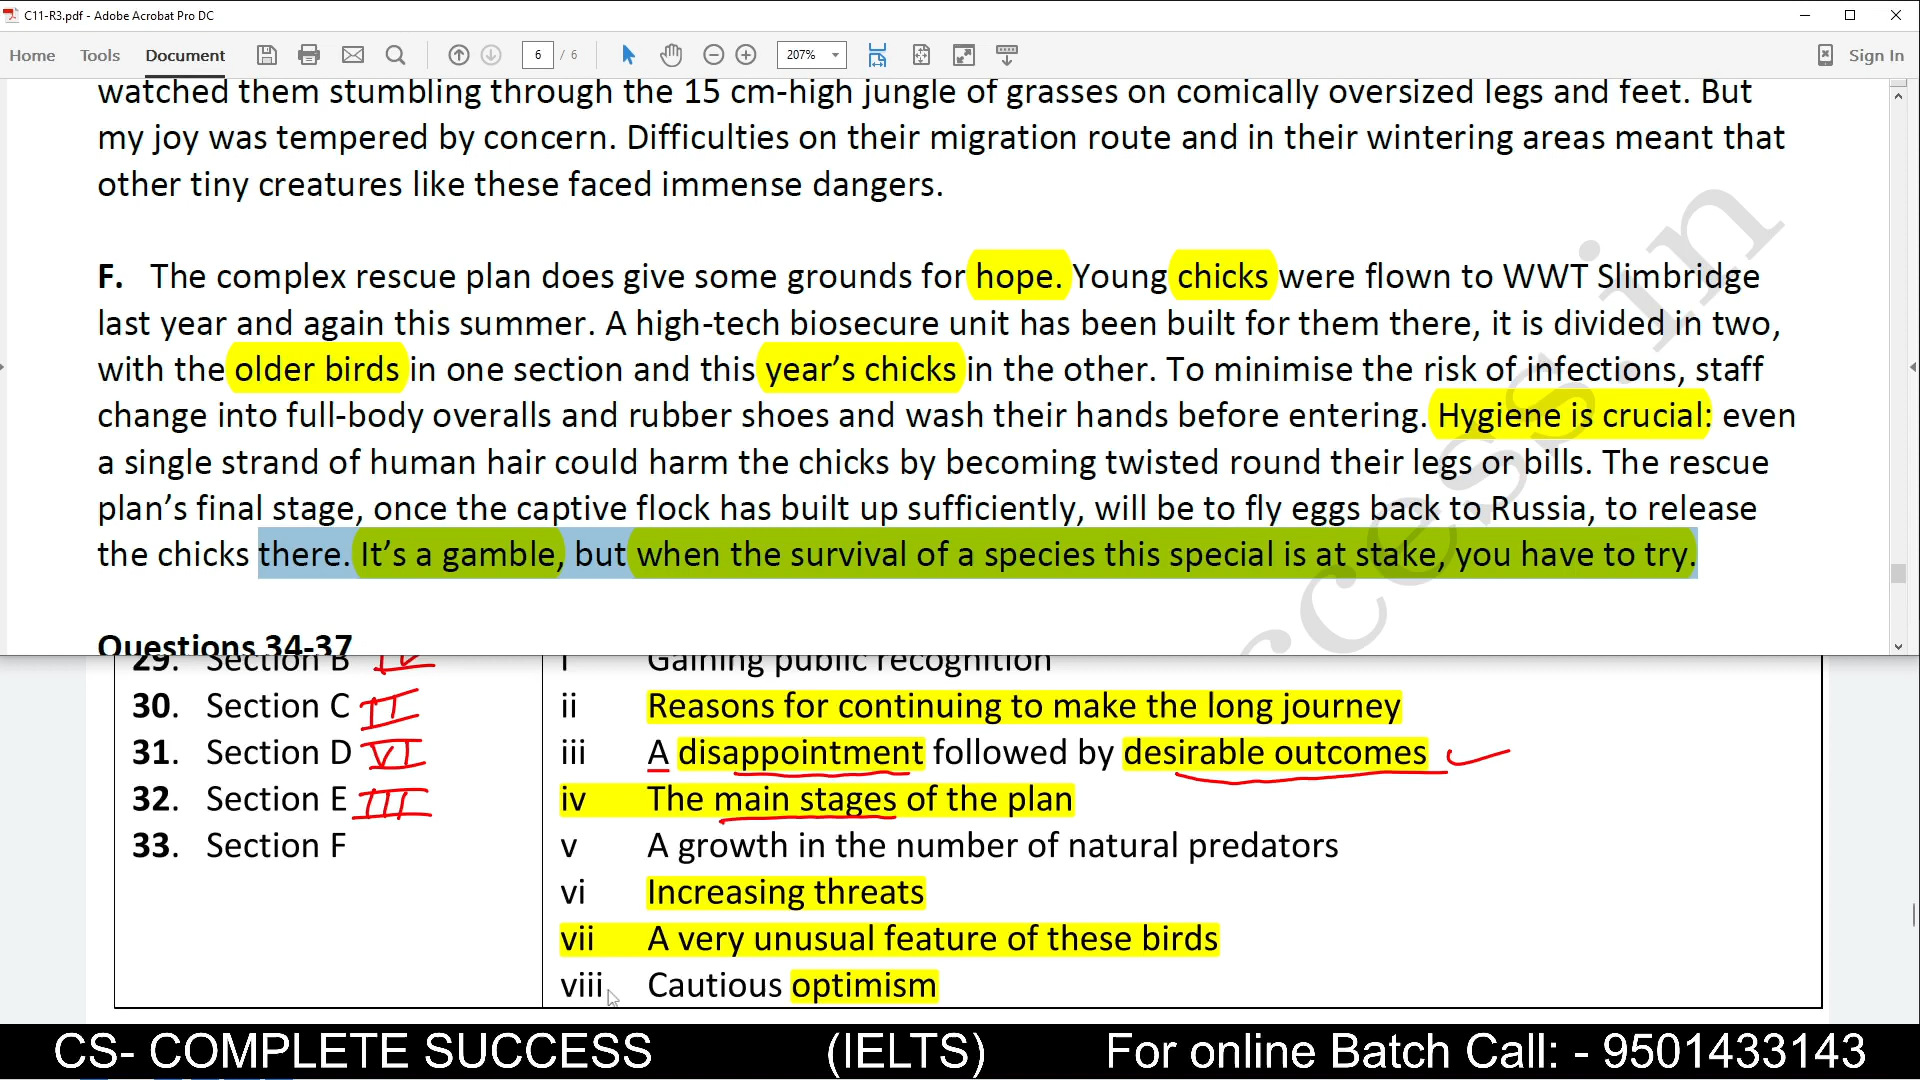 C11-R3.pdf - Adobe Acrobat Pro DC
Home Tools Document 6 / 6 207% Sign In
watched them stumbling through the 15 cm-high jungle of grasses on comically oversized legs and feet. But
my joy was tempered by concern. Difficulties on their migration route and in their wintering areas meant that
other tiny creatures like these faced immense dangers.
F. The complex rescue plan does give some grounds for hope. Young chicks were flown to WWT Slimbridge
last year and again this summer. A high-tech biosecure unit has been built for them there, it is divided in two,
with the older birds in one section and this year’s chicks in the other. To minimise the risk of infections, staff
change into full-body overalls and rubber shoes and wash their hands before entering. Hygiene is crucial: even
a single strand of human hair could harm the chicks by becoming twisted round their legs or bills. The rescue
plan’s final stage, once the captive flock has built up sufficiently, will be to fly eggs back to Russia, to release
the chicks there. It’s a gamble, but when the survival of a species this special is at stake, you have to try.
cess.in
Questions 34-37
29. Section B IV i Gaining public recognition
30. Section C II ii Reasons for continuing to make the long journey
31. Section D VI iii A disappointment followed by desirable outcomes
32. Section E III iv The main stages of the plan
33. Section F v A growth in the number of natural predators
vi Increasing threats
vii A very unusual feature of these birds
viii Cautious optimism
CS- COMPLETE SUCCESS (IELTS) For online Batch Call: - 9501433143